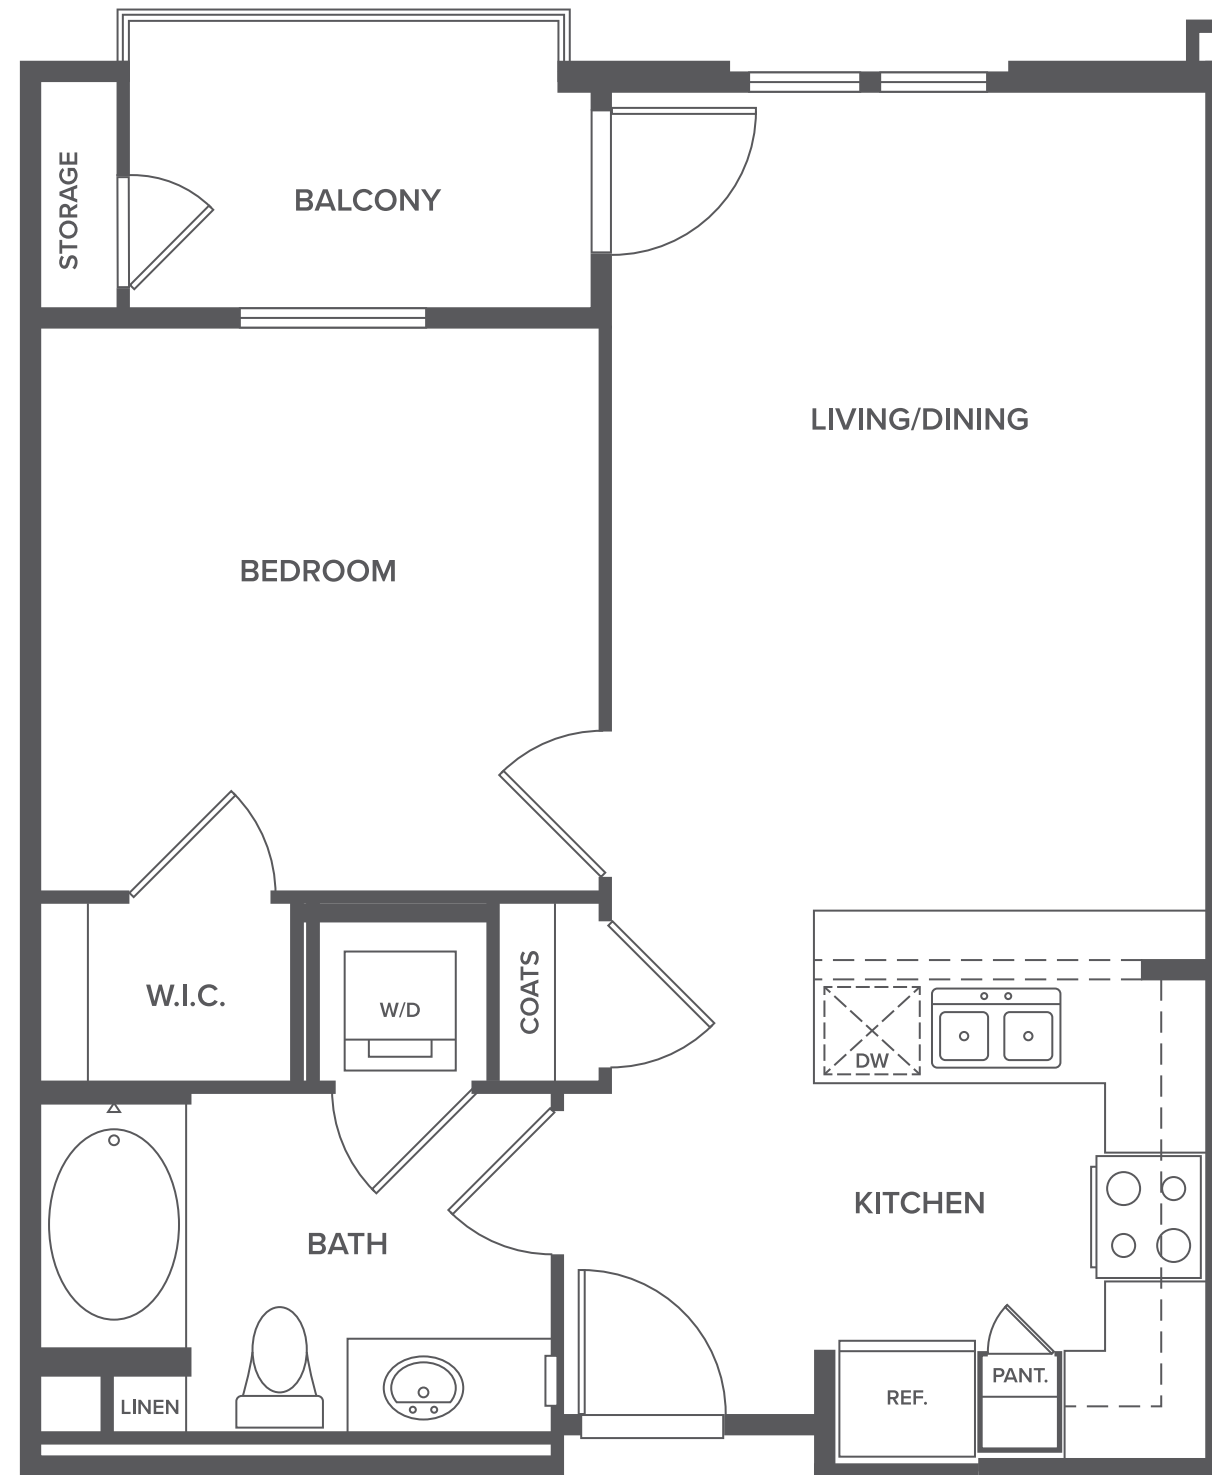 STORAGE
BALCONY
LIVING/DINING
BEDROOM
W.I.C.
W/D
COATS
DW
KITCHEN
BATH
PANT.
REF.
LINEN